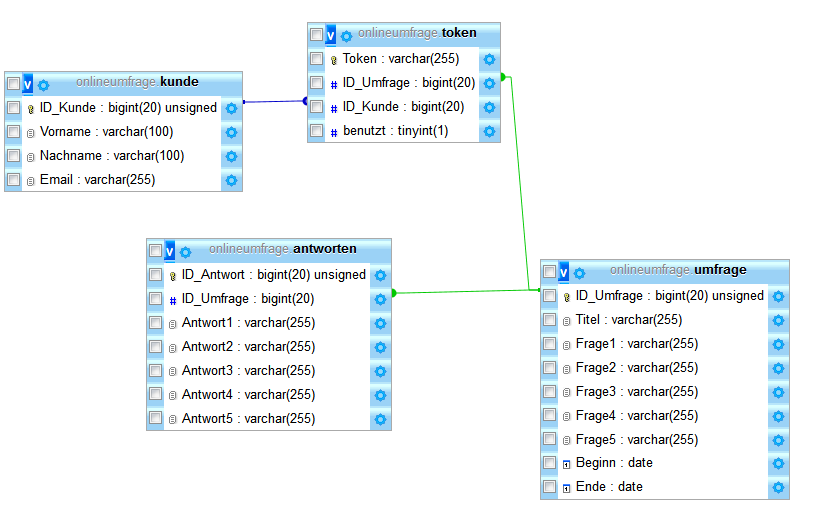 onlineumfrage token
Token : varchar(255)
ID_Umfrage : bigint(20)
ID_Kunde : bigint(20)
benutzt : tinyint(1)
onlineumfrage kunde
ID_Kunde : bigint(20) unsigned
Vorname : varchar(100)
Nachname : varchar(100)
Email : varchar(255)
onlineumfrage antworten
ID_Antwort : bigint(20) unsigned
ID_Umfrage : bigint(20)
Antwort1 : varchar(255)
Antwort2 : varchar(255)
Antwort3 : varchar(255)
Antwort4 : varchar(255)
Antwort5 : varchar(255)
onlineumfrage umfrage
ID_Umfrage : bigint(20) unsigned
Titel : varchar(255)
Frage1 : varchar(255)
Frage2 : varchar(255)
Frage3 : varchar(255)
Frage4 : varchar(255)
Frage5 : varchar(255)
Beginn : date
Ende : date